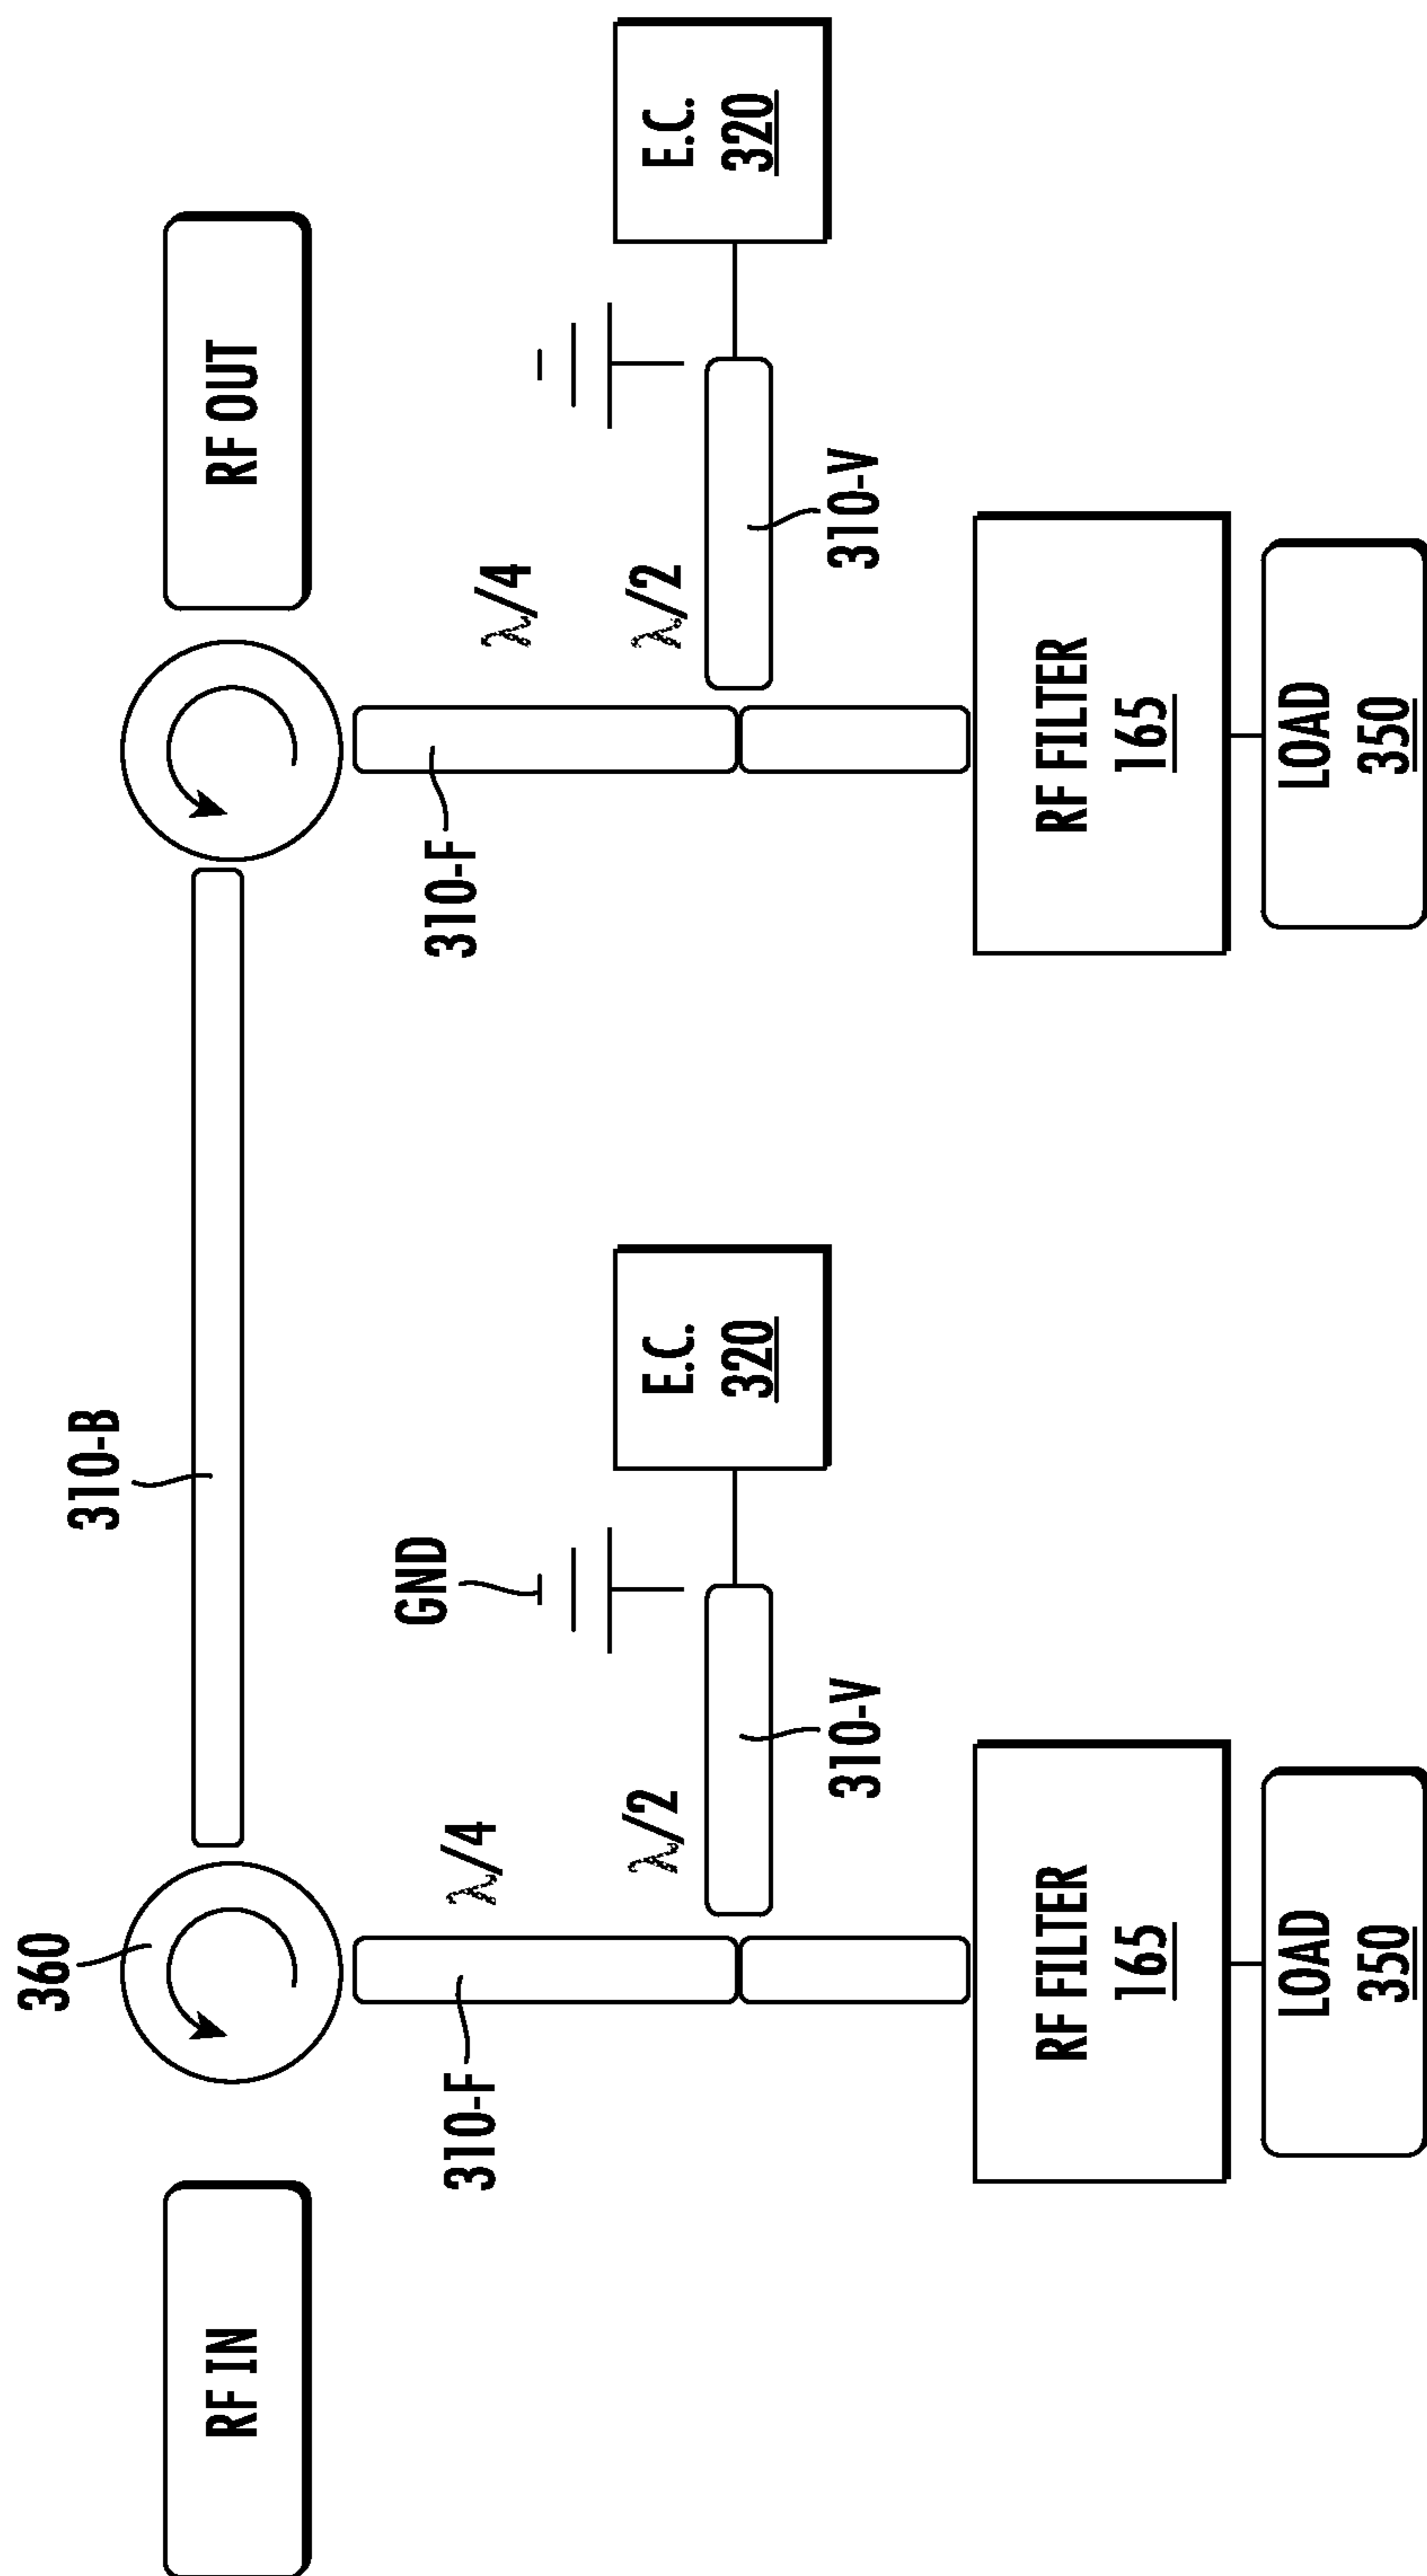 360
310-B
RF IN
RF OUT
310-F
λ/4
310-F
λ/4
GND
λ/2
E.C.
320
λ/2
E.C.
320
310-V
310-V
RF FILTER
165
RF FILTER
165
LOAD
350
LOAD
350